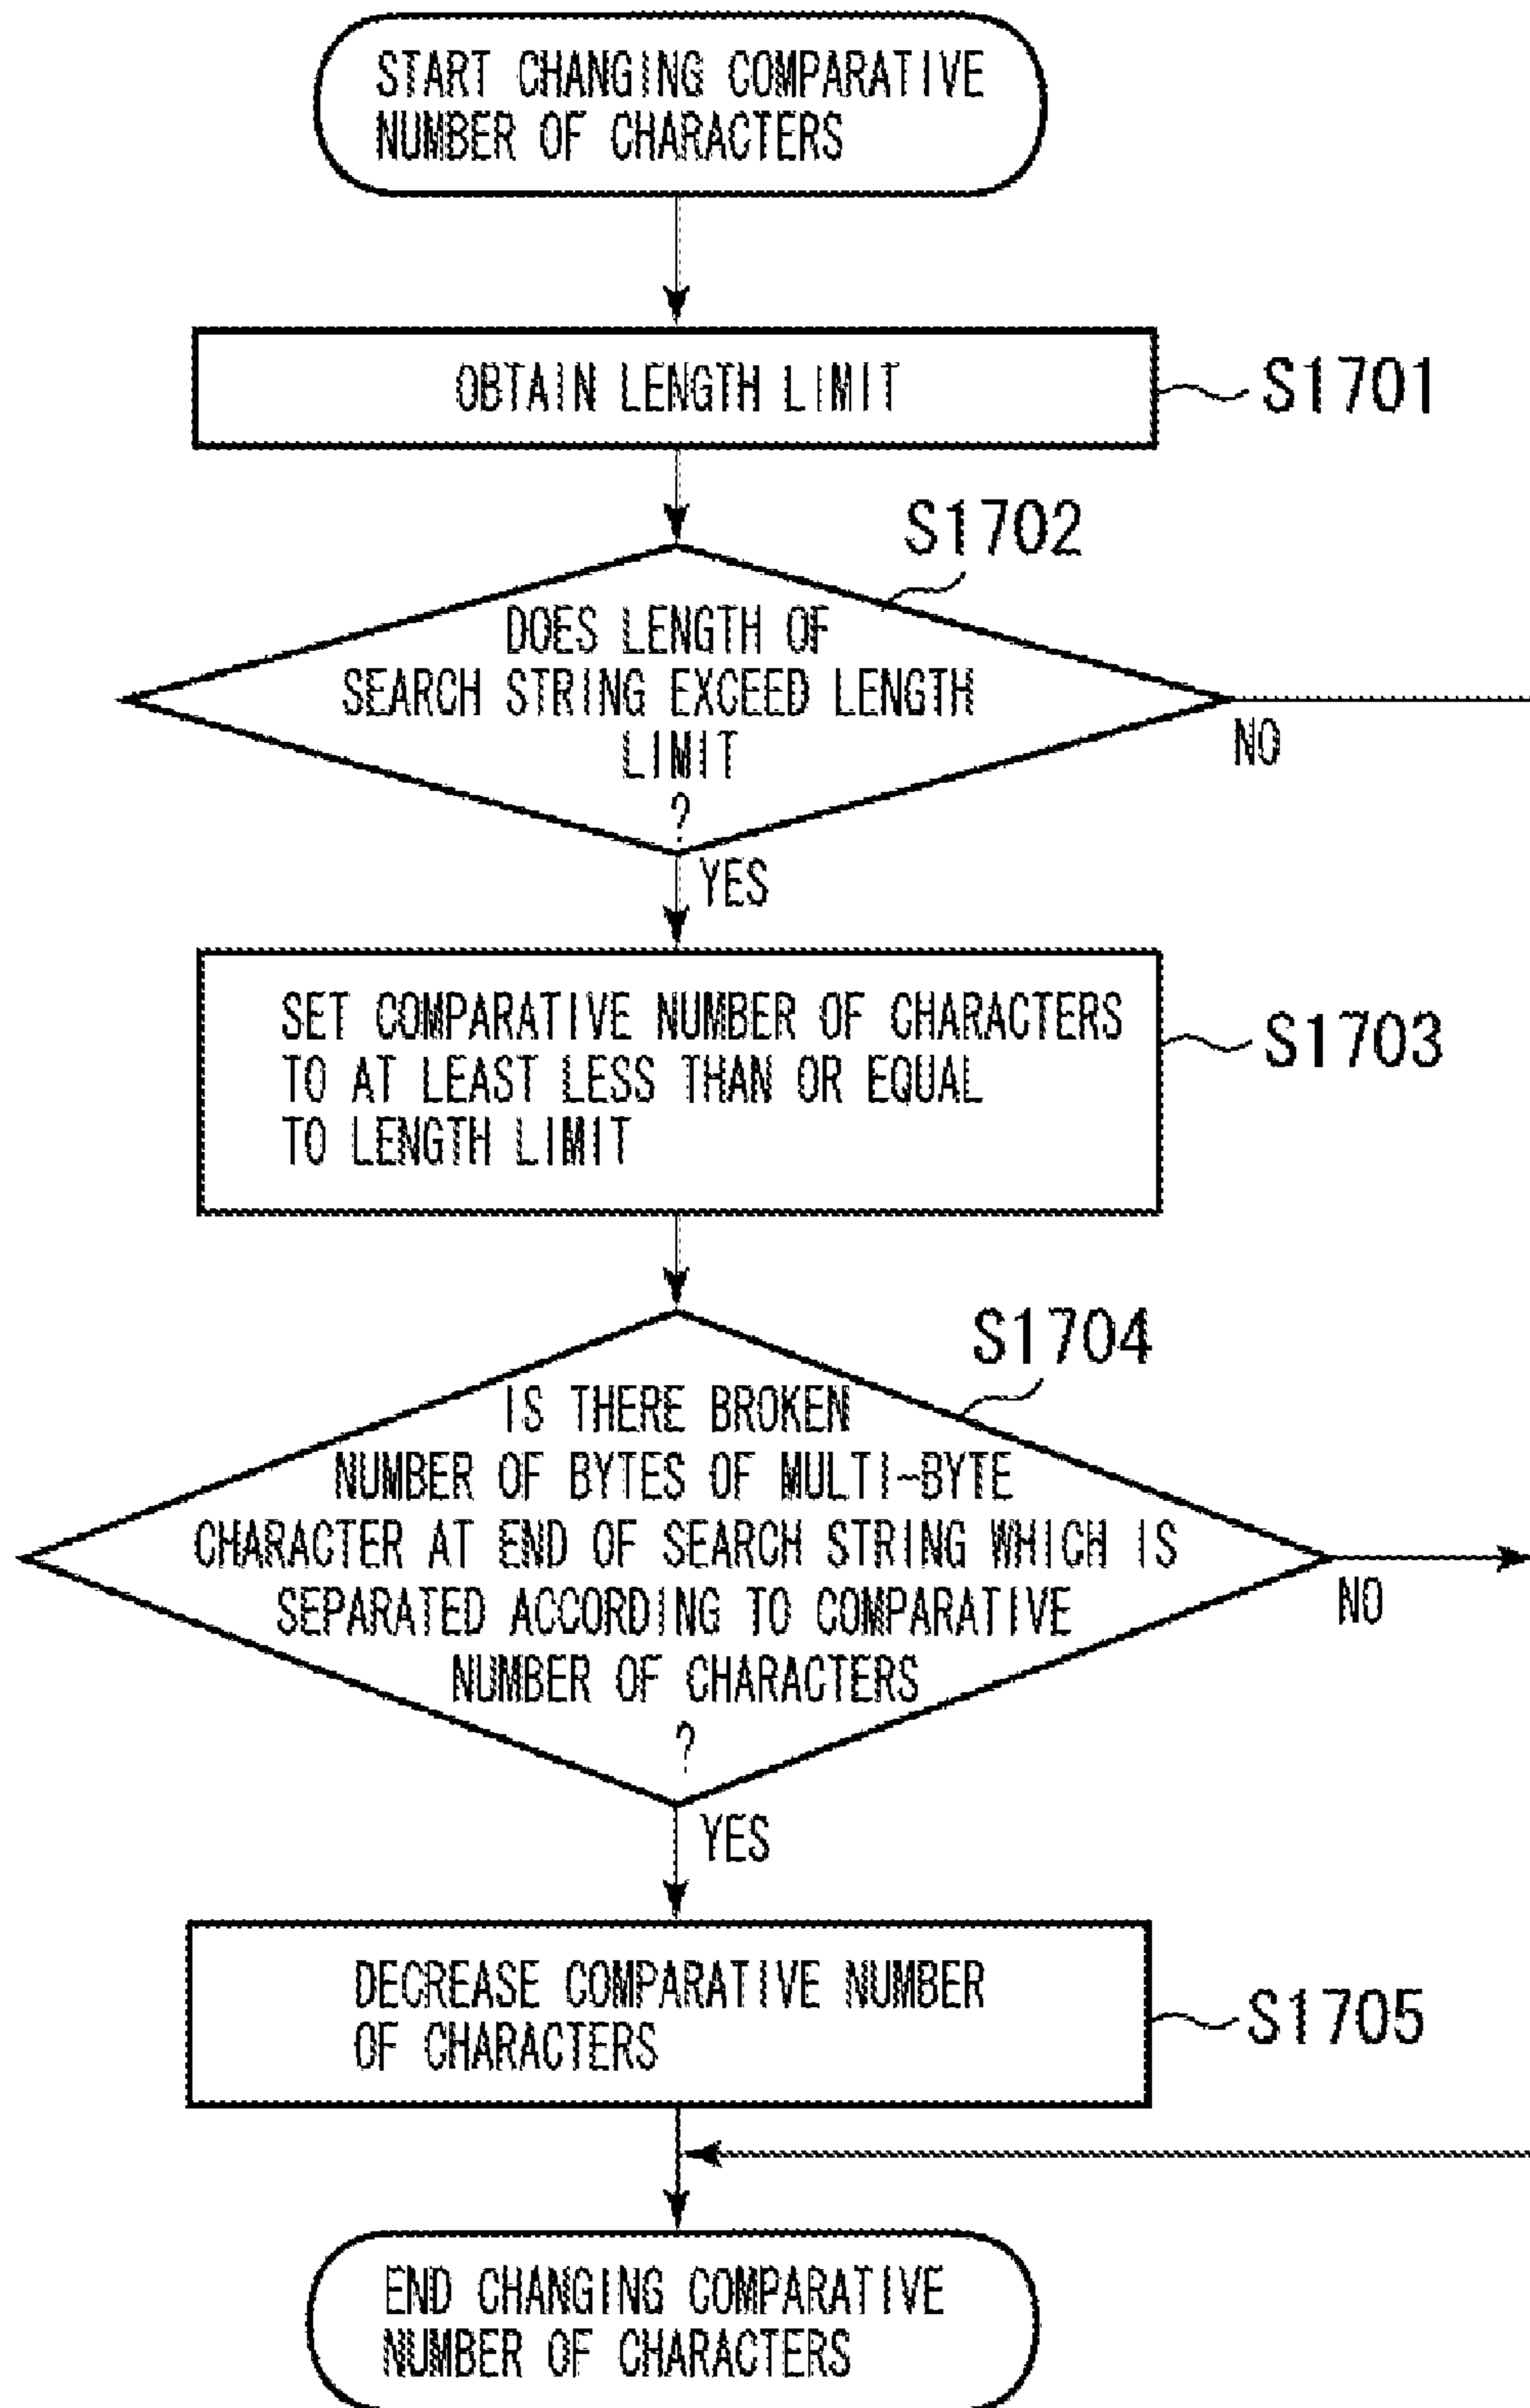 START CHANGING COMPARATIVE
NUMBER OF CHARACTERS
OBTAIN LENGTH LIMIT
S1701
S1702
DOES LENGTH OF
SEARCH STRING EXCEED LENGTH
LIMIT
?
NO
YES
SET COMPARATIVE NUMBER OF CHARACTERS
TO AT LEAST LESS THAN OR EQUAL
TO LENGTH LIMIT
S1703
S1704
IS THERE BROKEN
NUMBER OF BYTES OF MULTI-BYTE
CHARACTER AT END OF SEARCH STRING WHICH IS
SEPARATED ACCORDING TO COMPARATIVE
NUMBER OF CHARACTERS
?
NO
YES
DECREASE COMPARATIVE NUMBER
OF CHARACTERS
S1705
END CHANGING COMPARATIVE
NUMBER OF CHARACTERS